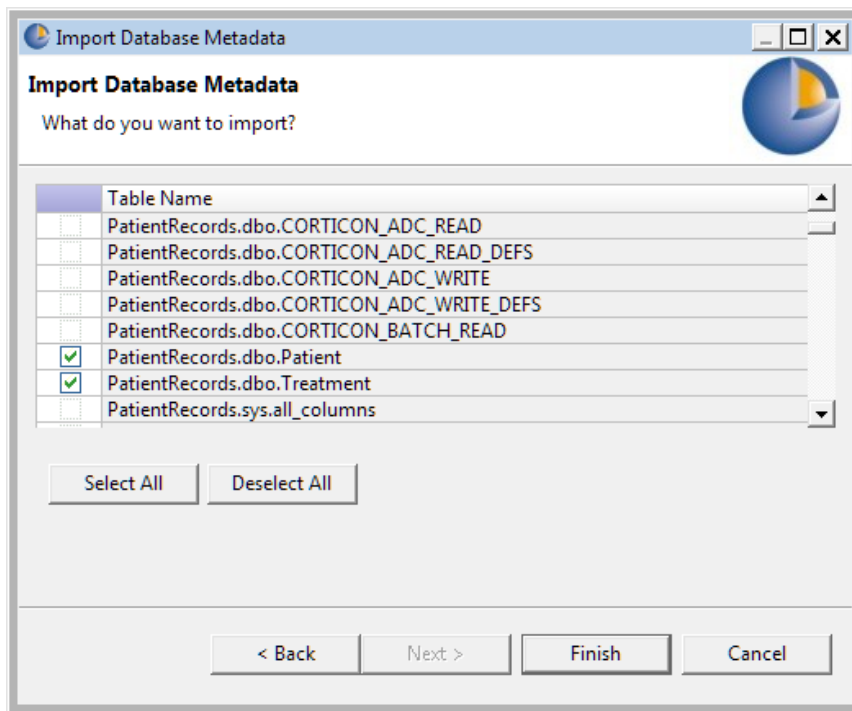 Import Database Metadata
Import Database Metadata
What do you want to import?
Table Name
PatientRecords.dbo.CORTICON_ADC_READ
PatientRecords.dbo.CORTICON_ADC_READ_DEFS
PatientRecords.dbo.CORTICON_ADC_WRITE
PatientRecords.dbo.CORTICON_ADC_WRITE_DEFS
PatientRecords.dbo.CORTICON_BATCH_READ
PatientRecords.dbo.Patient
PatientRecords.dbo.Treatment
PatientRecords.sys.all_columns
Select All Deselect All
< Back Next > Finish Cancel